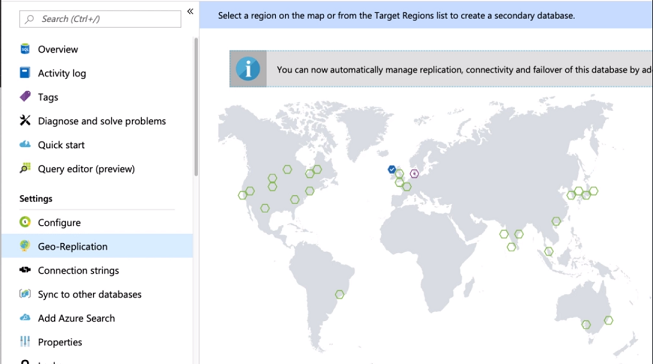 Search (Ctrl+/)
«
Overview
Activity log
Tags
Diagnose and solve problems
Quick start
Query editor (preview)
Settings
Configure
Geo-Replication
Connection strings
Sync to other databases
Add Azure Search
Properties
Select a region on the map or from the Target Regions list to create a secondary database.
You can now automatically manage replication, connectivity and failover of this database by ad